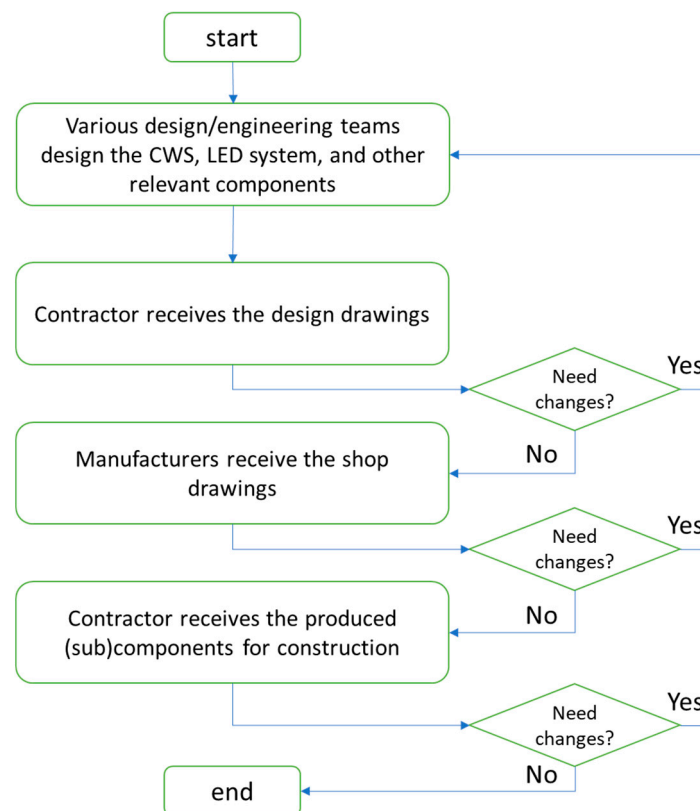 start
Various design/engineering teams
design the CWS, LED system, and other
relevant components
Contractor receives the design drawings
Need
changes?
Yes
No
Manufacturers receive the shop
drawings
Need
changes?
Yes
No
Contractor receives the produced
(sub)components for construction
Need
changes?
Yes
No
end